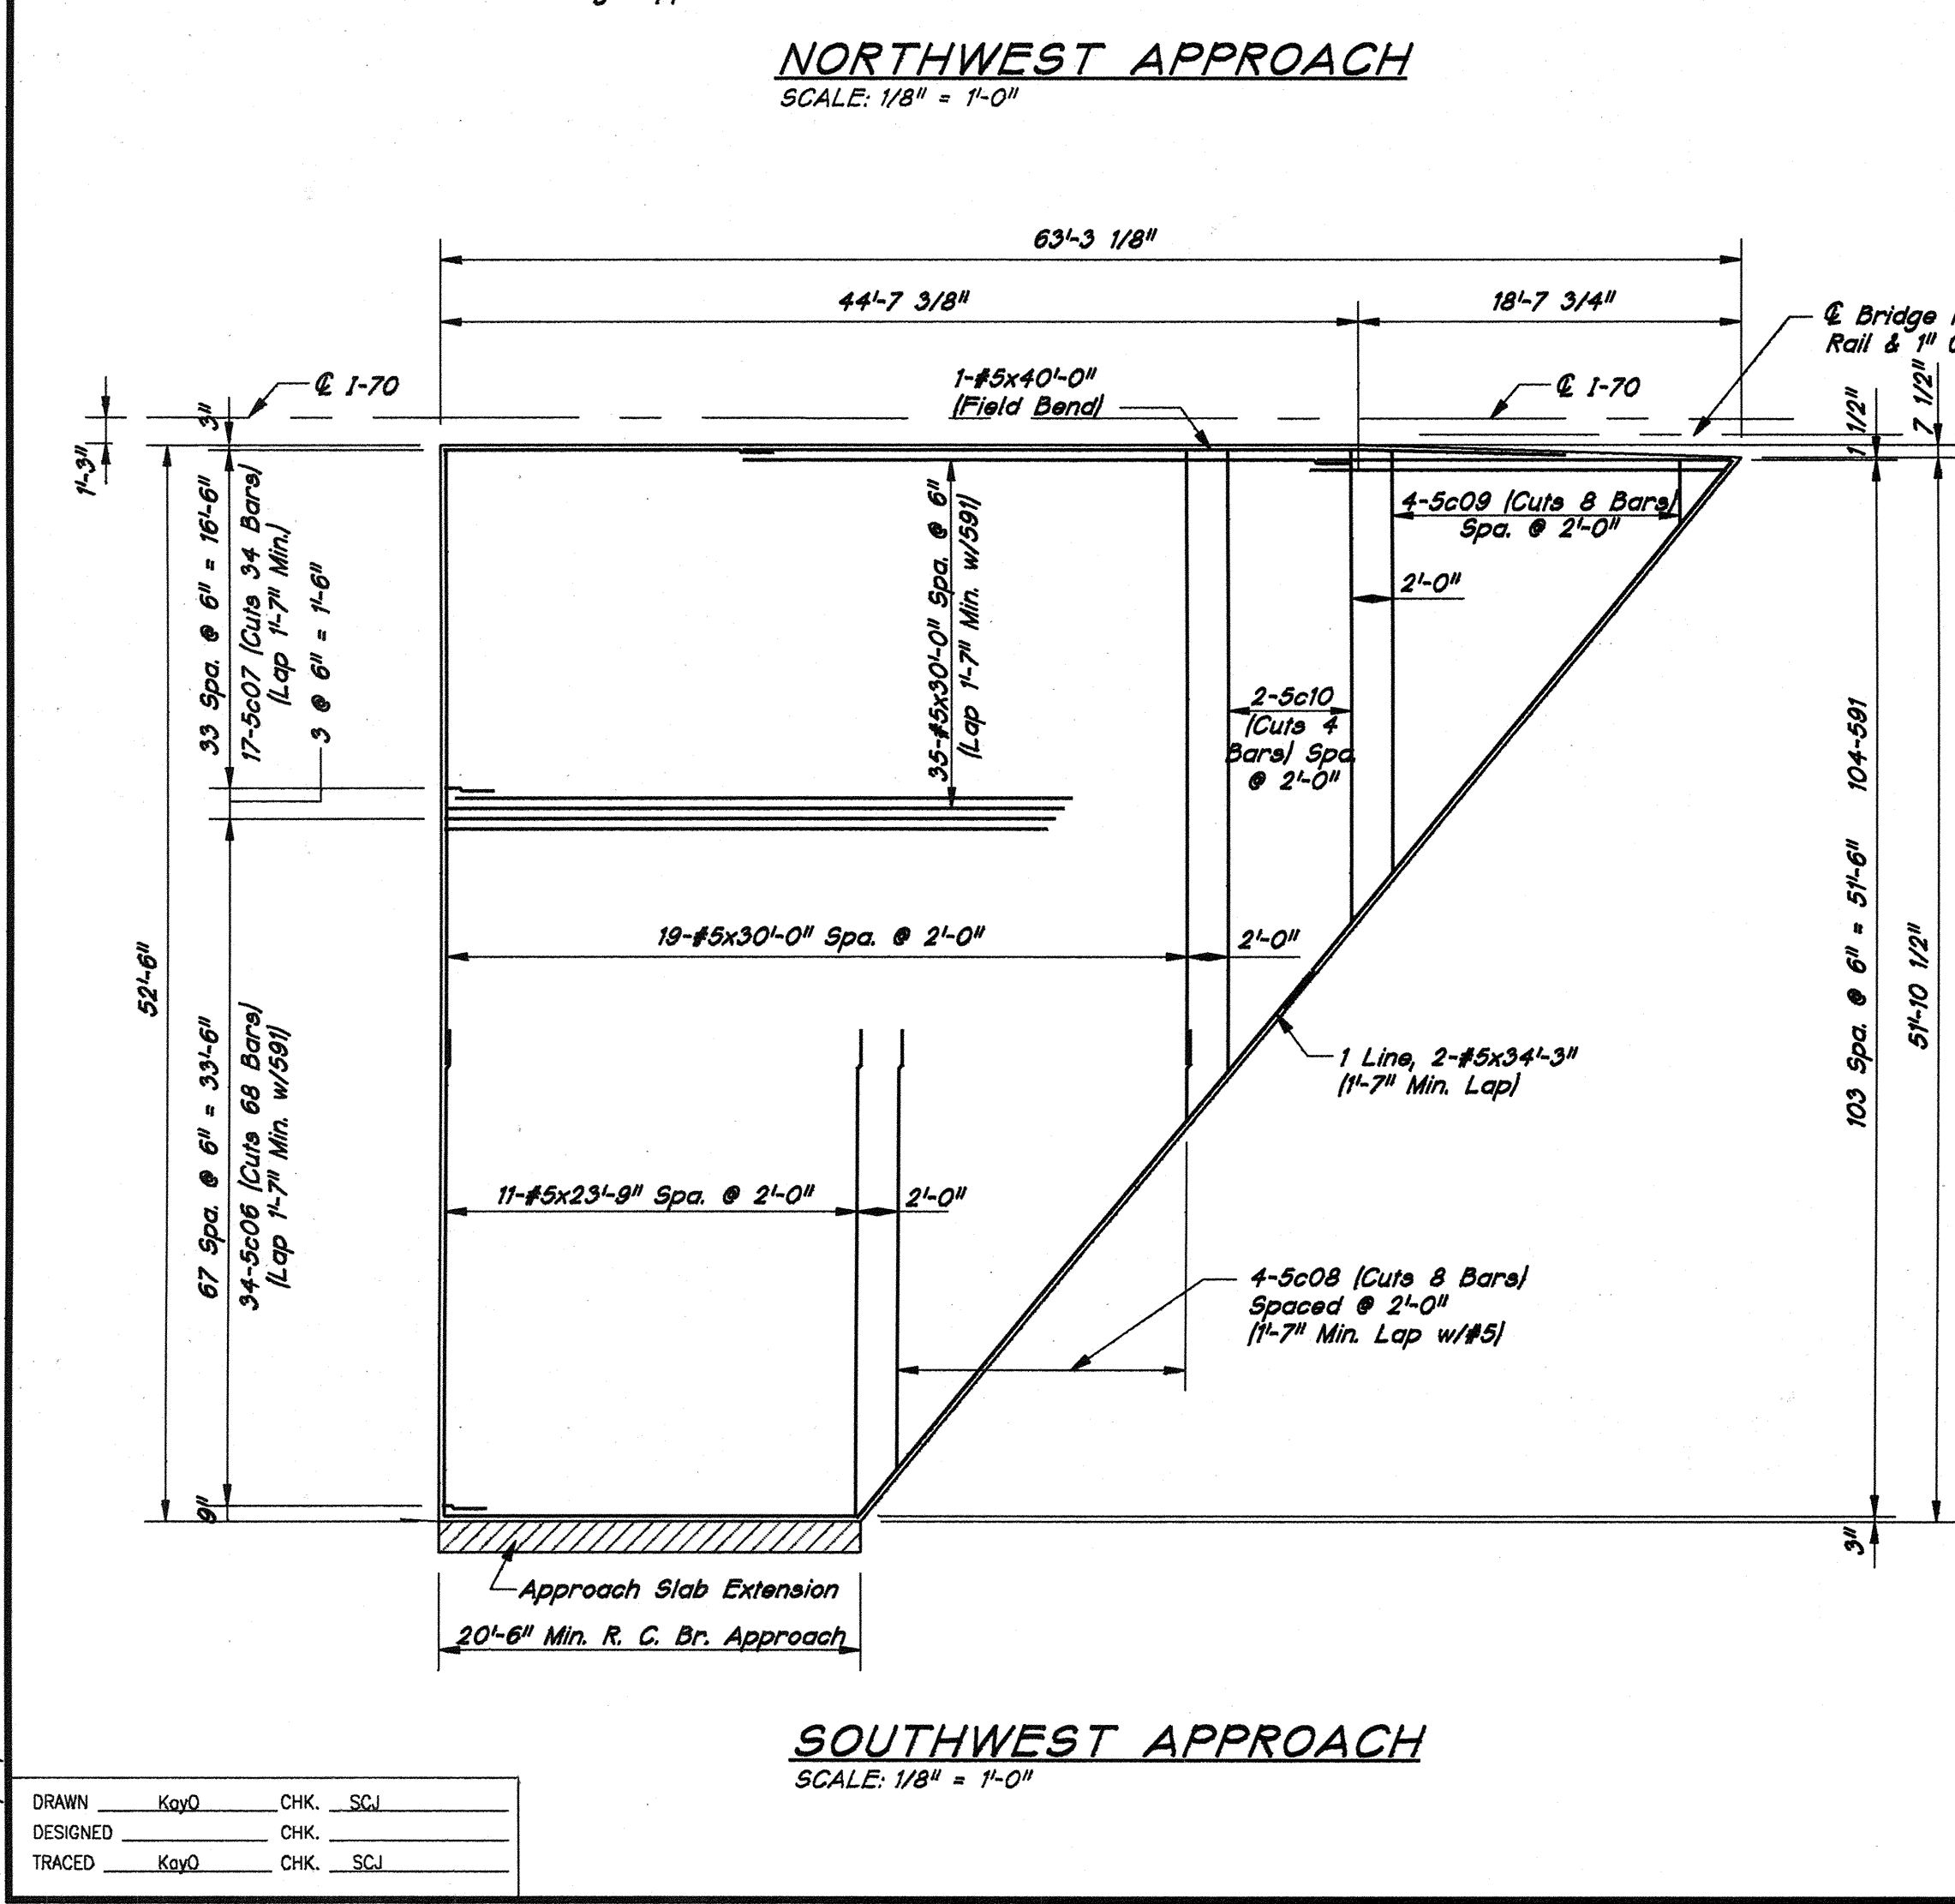 NORTHWEST APPROACH
SCALE: 1/8" = 1'-0"
63'-3 1/8"
44'-7 3/8"
18'-7 3/4"
℄ Bridge
Rail & 1"
℄ I-70
1-#5x40'-0"
(Field Bend)
℄ I-70
3"
1'-3"
1 1/2"
7 1/2"
33 Spa. @ 6" = 16'-6"
17-5c07 (Cuts 34 Bars)
(Lap 1'-7" Min.)
3 @ 6" = 1'-6"
35-#5x30'-0" Spa. @ 6"
(Lap 1'-7" Min. w/591)
4-5c09 (Cuts 8 Bars)
Spa. @ 2'-0"
2'-0"
2-5c10
(Cuts 4
Bars) Spa.
@ 2'-0"
103 Spa. @ 6" = 51'-6" 104-591
51'-10 1/2"
52'-6"
19-#5x30'-0" Spa. @ 2'-0"
2'-0"
67 Spa. @ 6" = 33'-6"
34-5c06 (Cuts 68 Bars)
(Lap 1'-7" Min. w/591)
1 Line, 2-#5x34'-3"
(1'-7" Min. Lap)
11-#5x23'-9" Spa. @ 2'-0"
2'-0"
4-5c08 (Cuts 8 Bars)
Spaced @ 2'-0"
(1'-7" Min. Lap w/#5)
9"
3"
Approach Slab Extension
20'-6" Min. R. C. Br. Approach
SOUTHWEST APPROACH
SCALE: 1/8" = 1'-0"
DRAWN KayO CHK. SCJ
DESIGNED CHK.
TRACED KayO CHK. SCJ